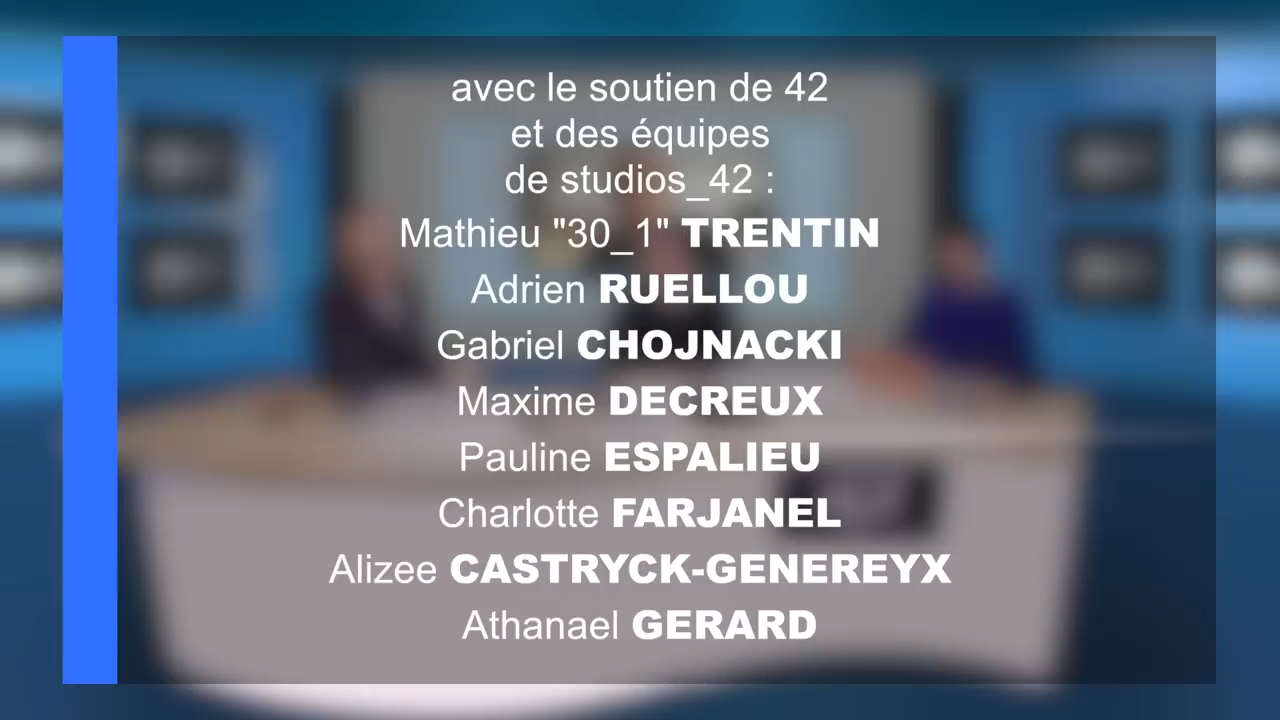 avec le soutien de 42
et des équipes
de studios_42 :
Mathieu "30_1" TRENTIN
Adrien RUELLOU
Gabriel CHOJNACKI
Maxime DECREUX
Pauline ESPALIEU
Charlotte FARJANEL
Alizee CASTRYCK-GENEREYX
Athanael GERARD